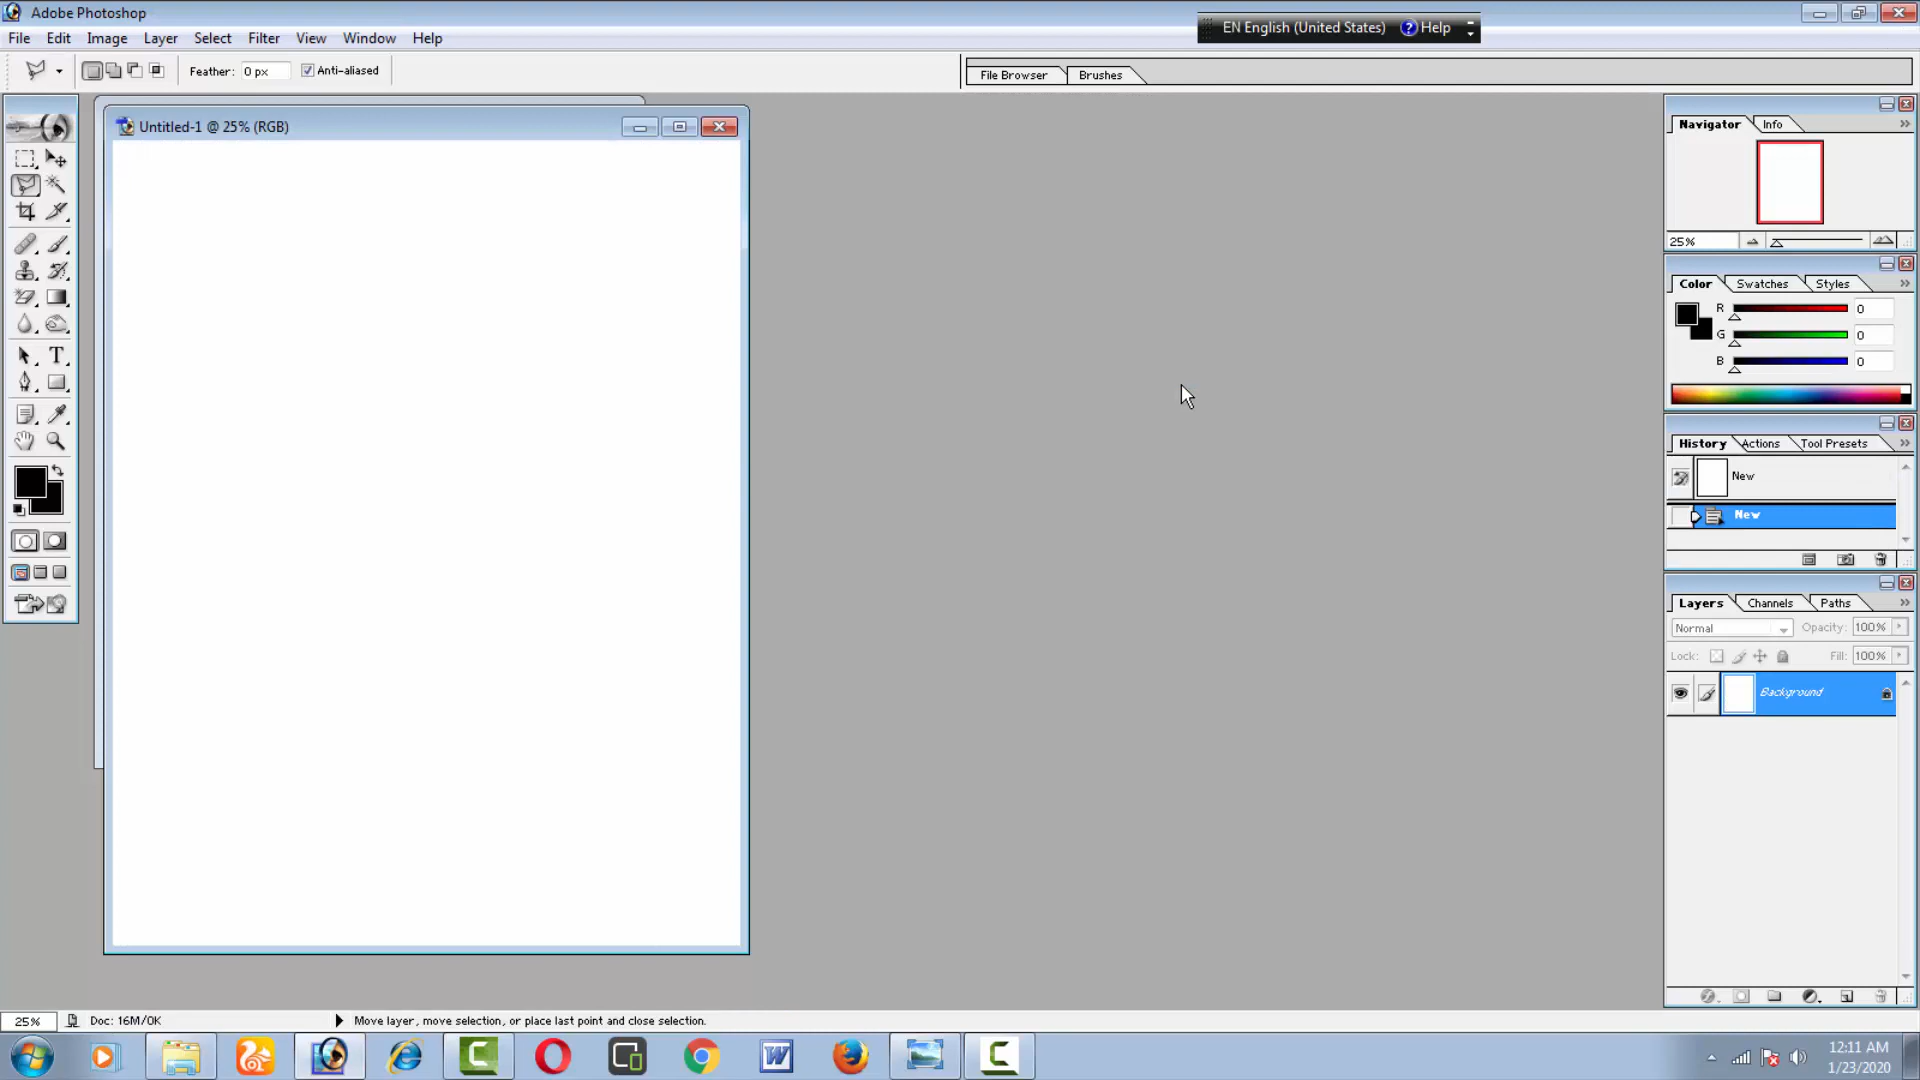 Adobe Photoshop
EN English (United States) ? Help
File Edit Image Layer Select Filter View Window Help
Feather: 0 px Anti-aliased
File Browser Brushes
Untitled-1 @ 25% (RGB)
Navigator Info
25%
Color Swatches Styles
R 0
G 0
B 0
T
History Actions Tool Presets
New
New
Layers Channels Paths
Normal Opacity: 100%
Lock: Fill: 100%
Background
25% Doc: 16M/0K Move layer, move selection, or place last point and close selection.
12:11 AM
1/23/2020